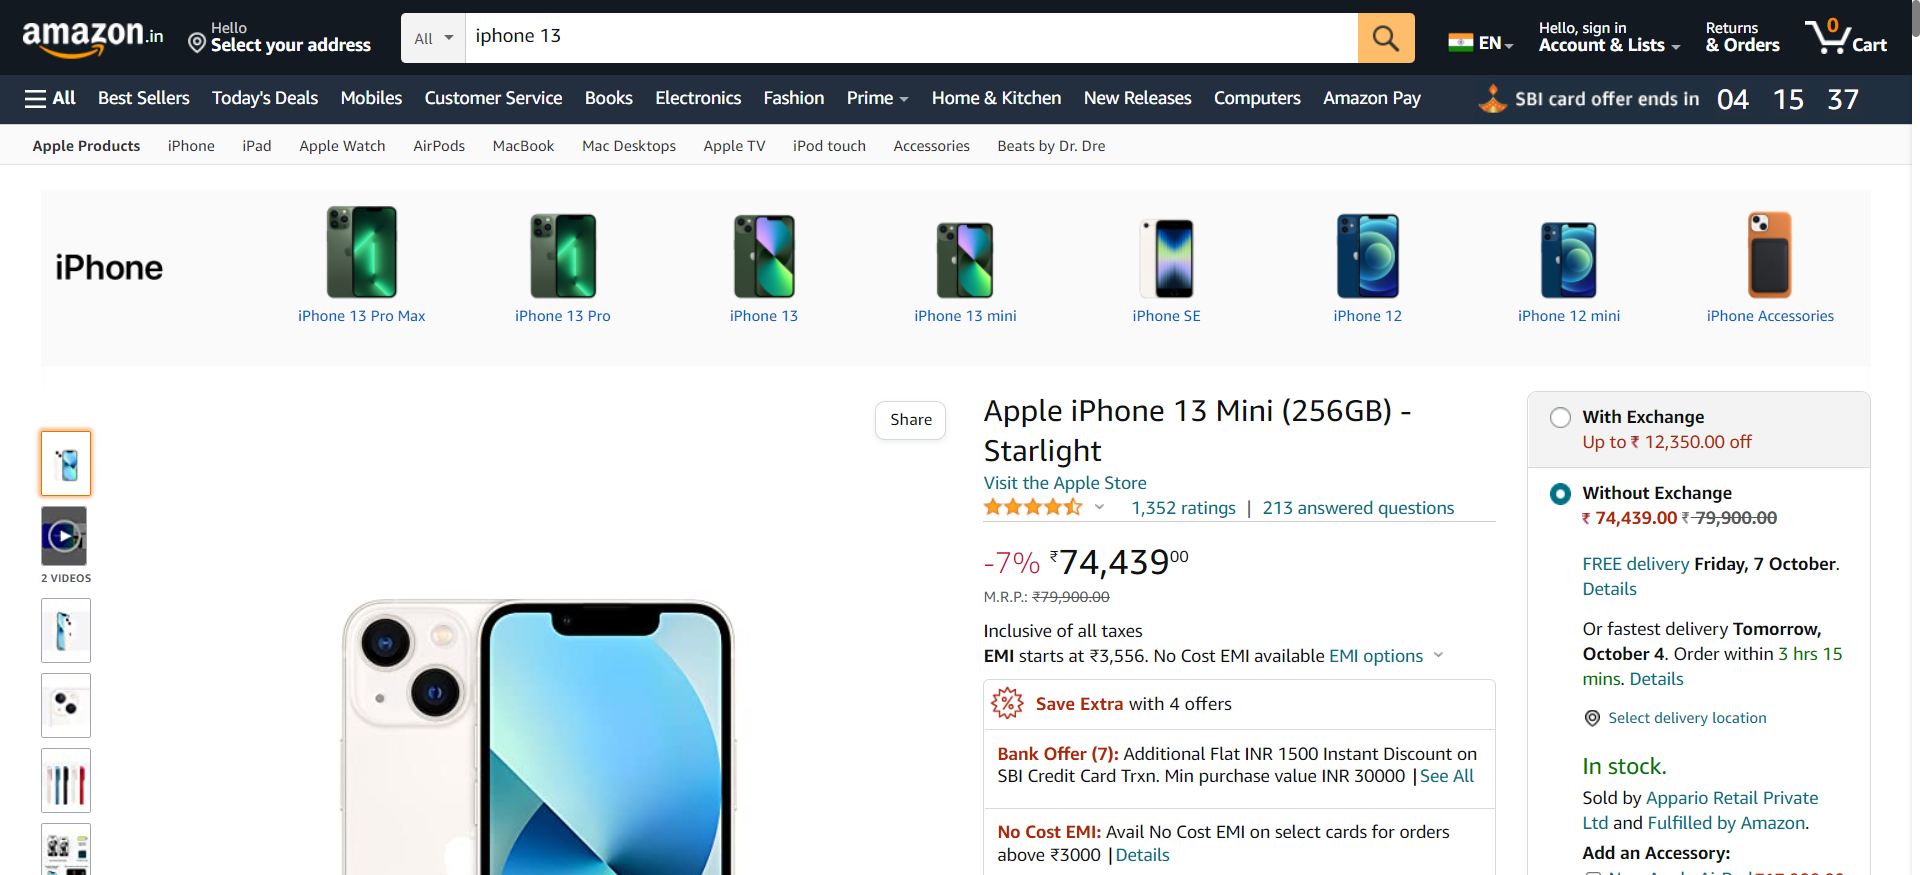 amazon.in
Hello
Select your address
All
iphone 13
EN
Hello, sign in
Account & Lists
Returns
& Orders
0
Cart
All Best Sellers Today's Deals Mobiles Customer Service Books Electronics Fashion Prime Home & Kitchen New Releases Computers Amazon Pay
SBI card offer ends in 04 15 37
Apple Products iPhone iPad Apple Watch AirPods MacBook Mac Desktops Apple TV iPod touch Accessories Beats by Dr. Dre
iPhone
iPhone 13 Pro Max iPhone 13 Pro iPhone 13 iPhone 13 mini iPhone SE iPhone 12 iPhone 12 mini iPhone Accessories
2 VIDEOS
Share
Apple iPhone 13 Mini (256GB) -
Starlight
Visit the Apple Store
1,352 ratings | 213 answered questions
-7% ₹74,43900
M.R.P.: ₹79,900.00
Inclusive of all taxes
EMI starts at ₹3,556. No Cost EMI available EMI options
Save Extra with 4 offers
Bank Offer (7): Additional Flat INR 1500 Instant Discount on
SBI Credit Card Trxn. Min purchase value INR 30000 | See All
No Cost EMI: Avail No Cost EMI on select cards for orders
above ₹3000 | Details
With Exchange
Up to ₹ 12,350.00 off
Without Exchange
₹ 74,439.00 ₹ 79,900.00
FREE delivery Friday, 7 October.
Details
Or fastest delivery Tomorrow,
October 4. Order within 3 hrs 15
mins. Details
Select delivery location
In stock.
Sold by Appario Retail Private
Ltd and Fulfilled by Amazon.
Add an Accessory: